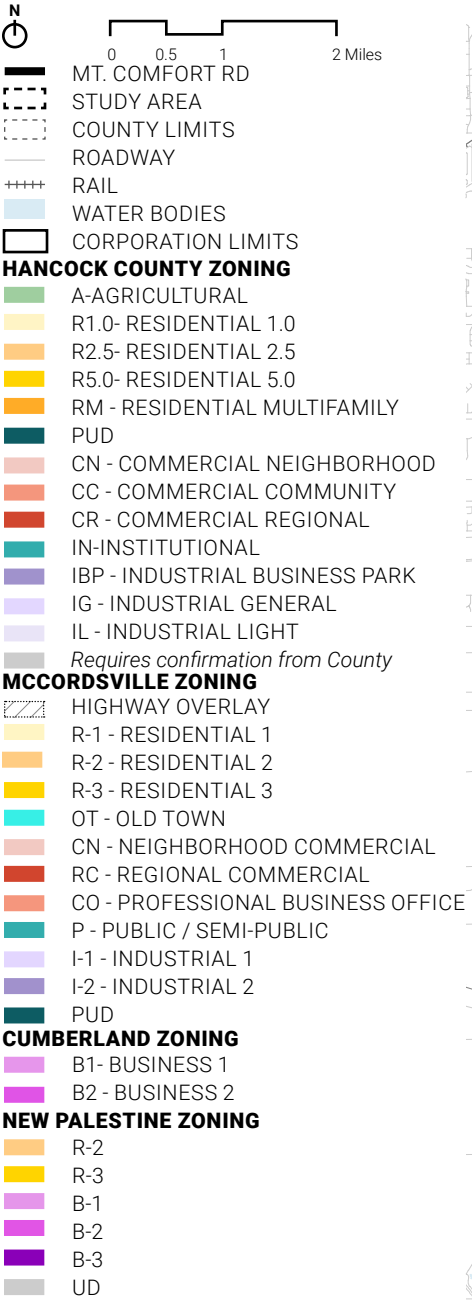 N
0 0.5 1 2 Miles
MT. COMFORT RD
STUDY AREA
COUNTY LIMITS
ROADWAY
RAIL
WATER BODIES
CORPORATION LIMITS
HANCOCK COUNTY ZONING
A-AGRICULTURAL
R1.0- RESIDENTIAL 1.0
R2.5- RESIDENTIAL 2.5
R5.0- RESIDENTIAL 5.0
RM - RESIDENTIAL MULTIFAMILY
PUD
CN - COMMERCIAL NEIGHBORHOOD
CC - COMMERCIAL COMMUNITY
CR - COMMERCIAL REGIONAL
IN-INSTITUTIONAL
IBP - INDUSTRIAL BUSINESS PARK
IG - INDUSTRIAL GENERAL
IL - INDUSTRIAL LIGHT
Requires confirmation from County
MCCORDSVILLE ZONING
HIGHWAY OVERLAY
R-1 - RESIDENTIAL 1
R-2 - RESIDENTIAL 2
R-3 - RESIDENTIAL 3
OT - OLD TOWN
CN - NEIGHBORHOOD COMMERCIAL
RC - REGIONAL COMMERCIAL
CO - PROFESSIONAL BUSINESS OFFICE
P - PUBLIC / SEMI-PUBLIC
I-1 - INDUSTRIAL 1
I-2 - INDUSTRIAL 2
PUD
CUMBERLAND ZONING
B1- BUSINESS 1
B2 - BUSINESS 2
NEW PALESTINE ZONING
R-2
R-3
B-1
B-2
B-3
UD